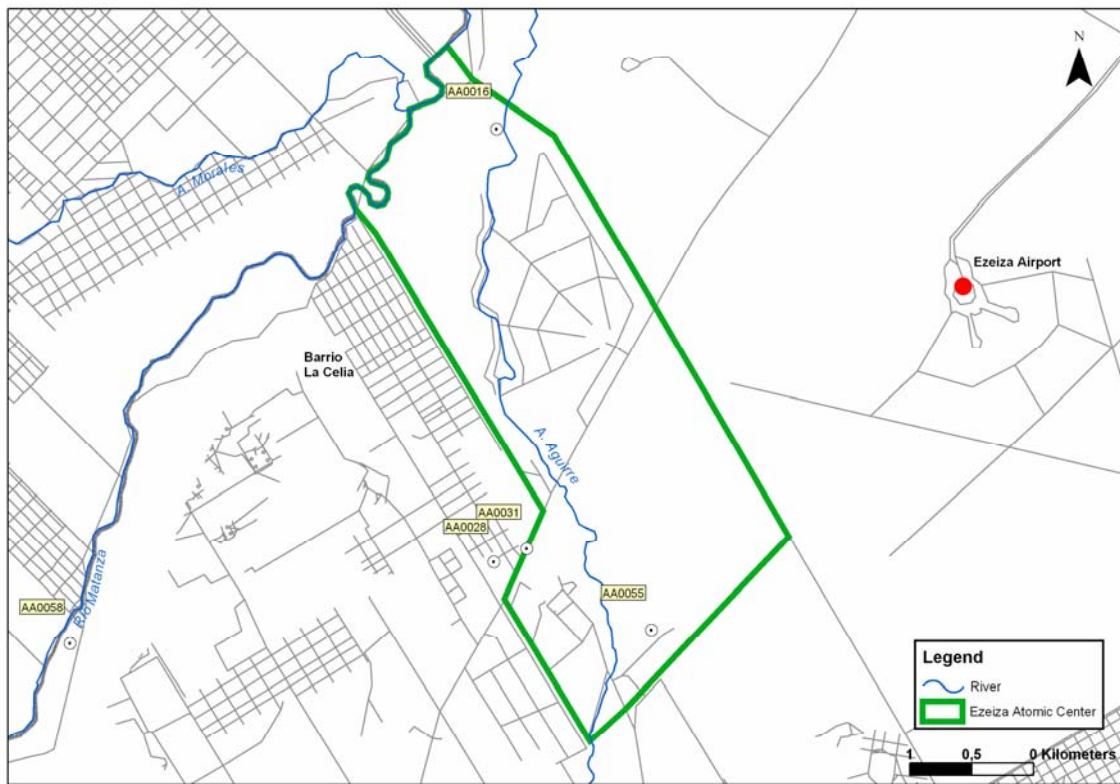 N
AA0016
A. Morales
Ezeiza Airport
Barrio
La Celia
A. Aguirre
AA0031
AA0028
AA0055
AA0058
Río Matanza
Legend
River
Ezeiza Atomic Center
1 0,5 0 Kilometers